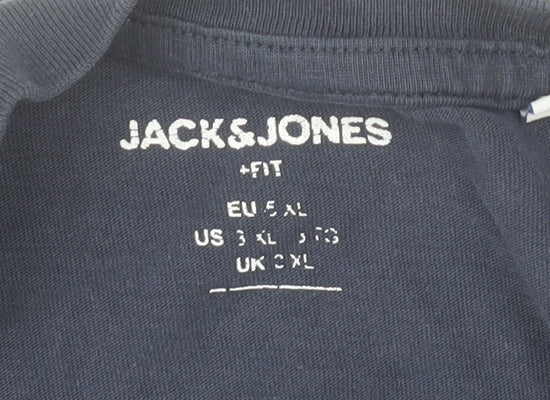 JACK&JONES
+FIT
EU 5 XL
US 3 XL
UK XL